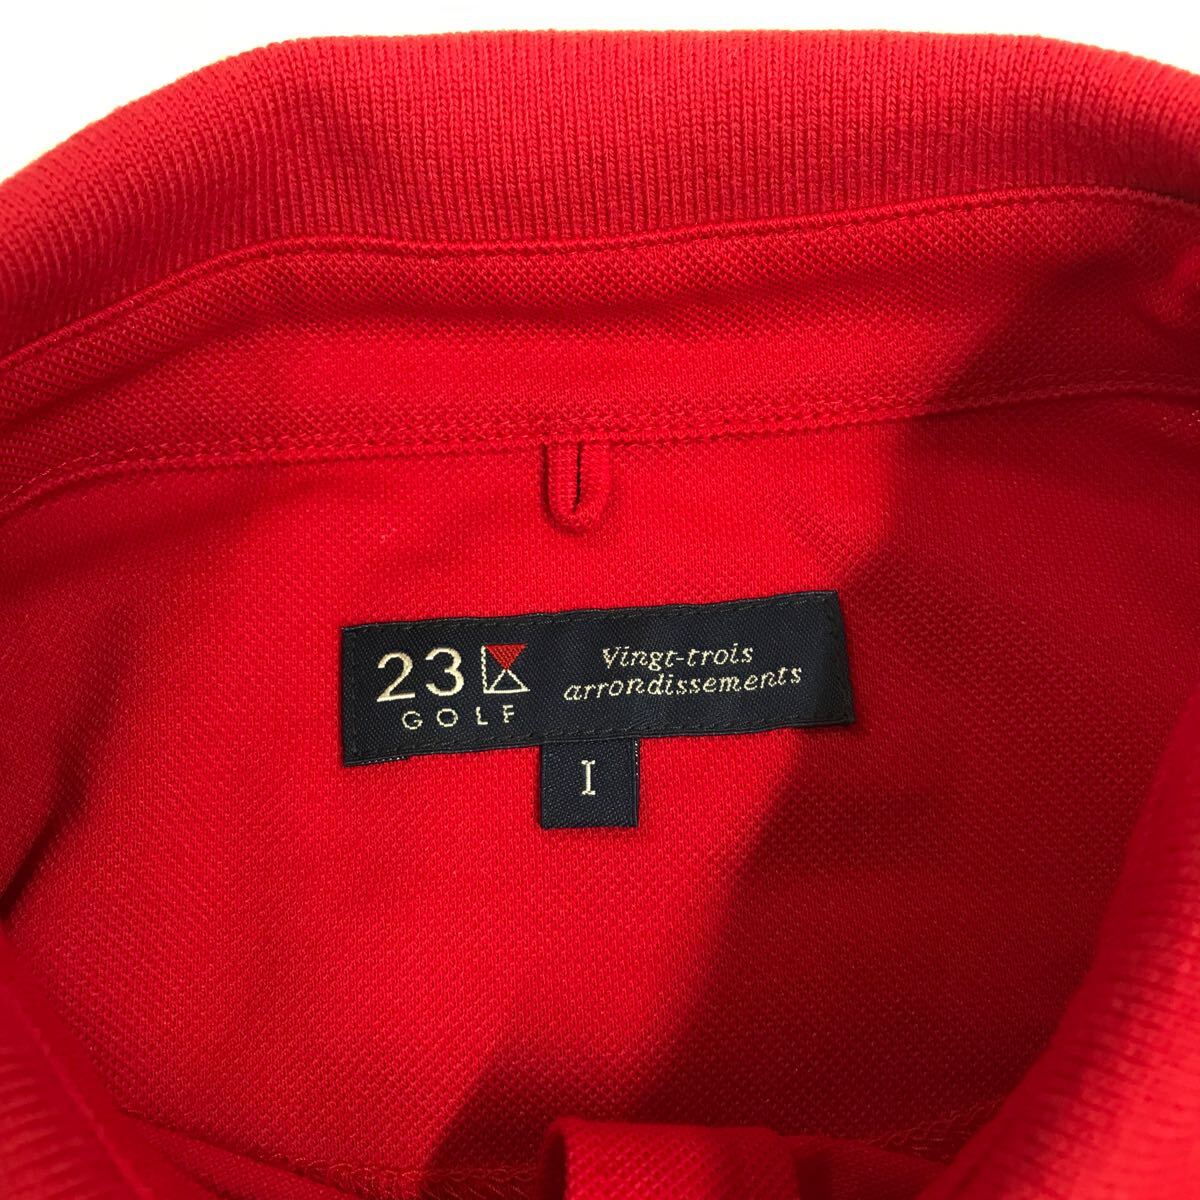 23
GOLF
Vingt-trois
arrondissements
I